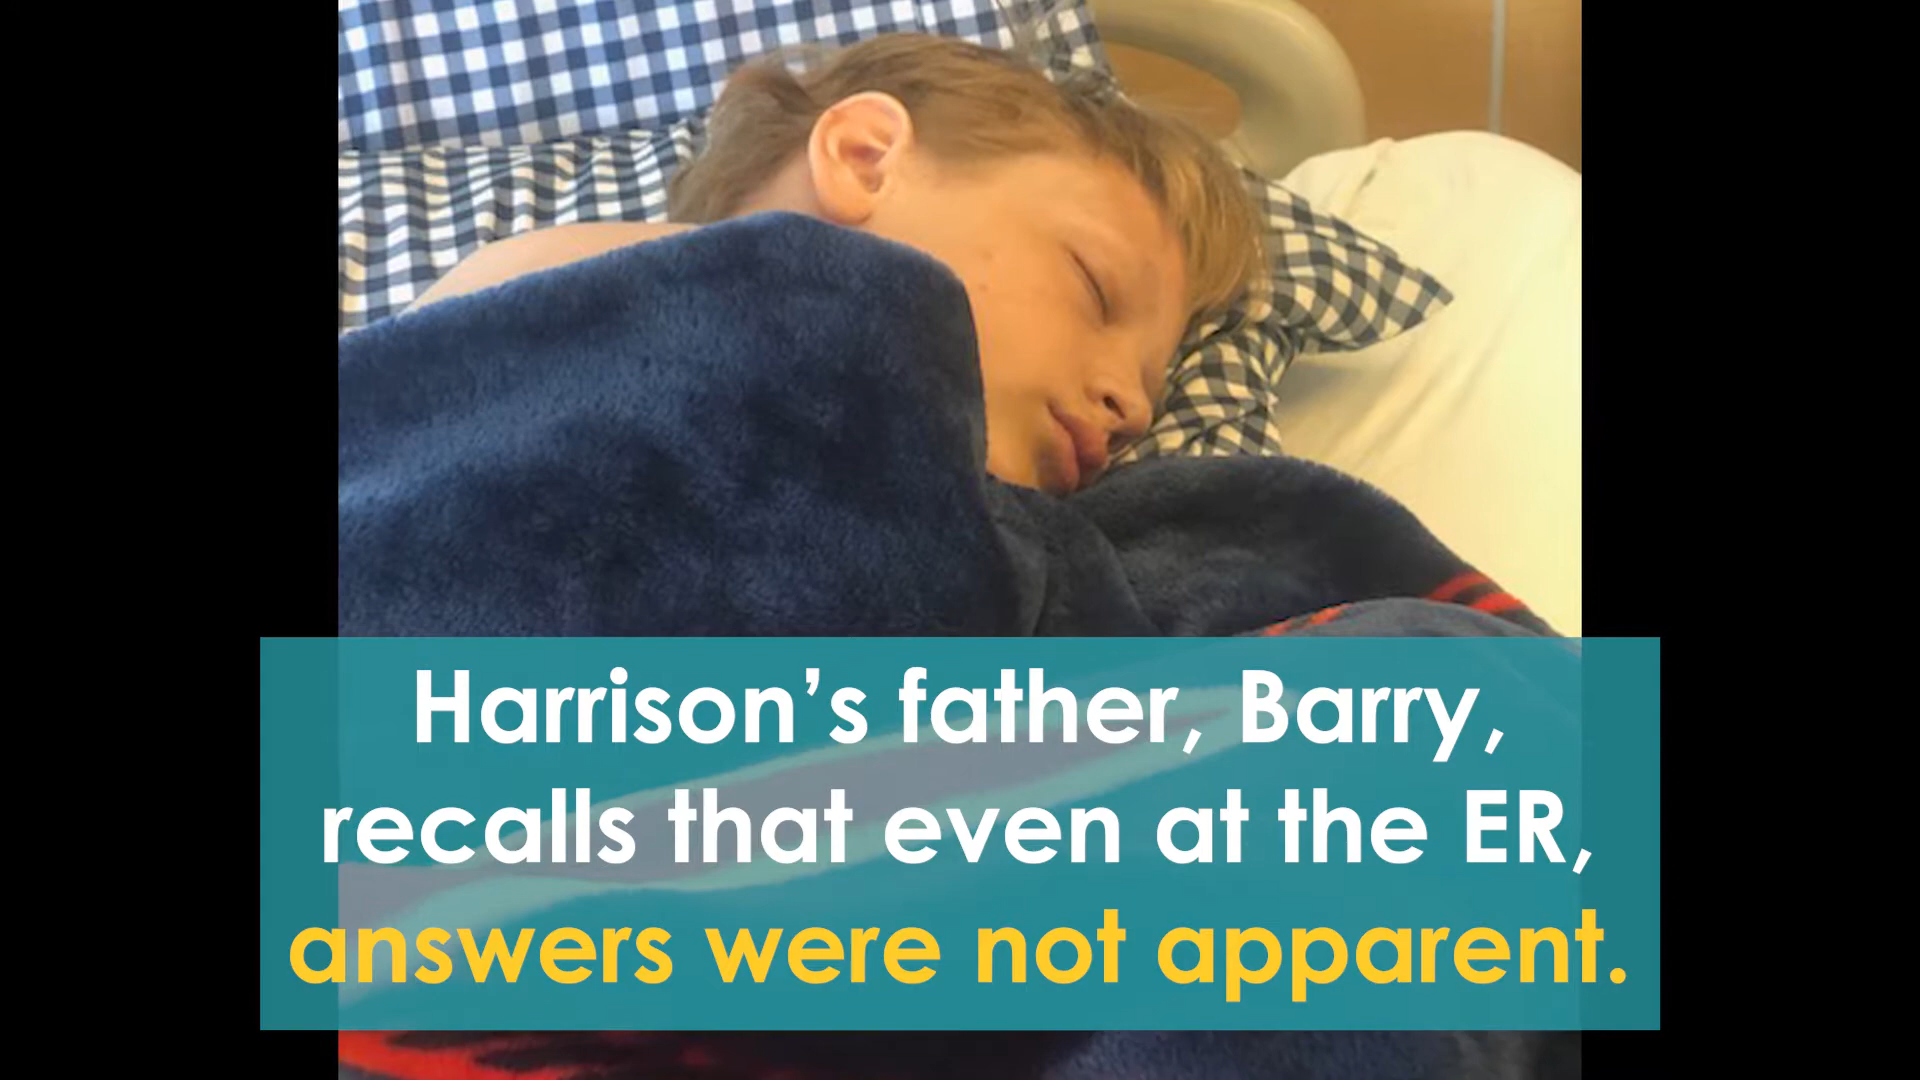 Harrison’s father, Barry,
recalls that even at the ER,
answers were not apparent.